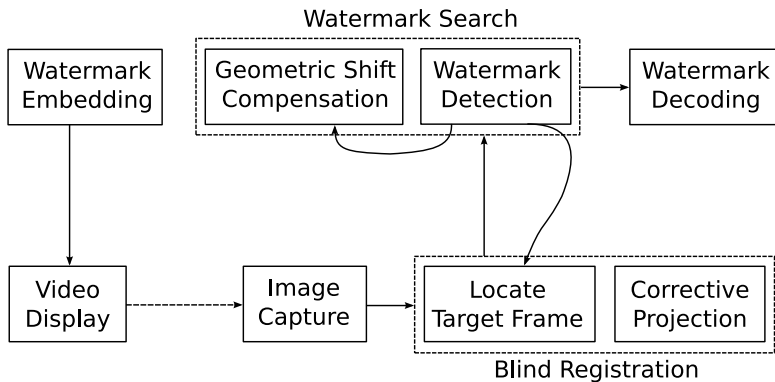 Watermark Search
Watermark
Embedding
Geometric Shift
Compensation
Watermark
Detection
Watermark
Decoding
Video
Display
Image
Capture
Locate
Target Frame
Corrective
Projection
Blind Registration